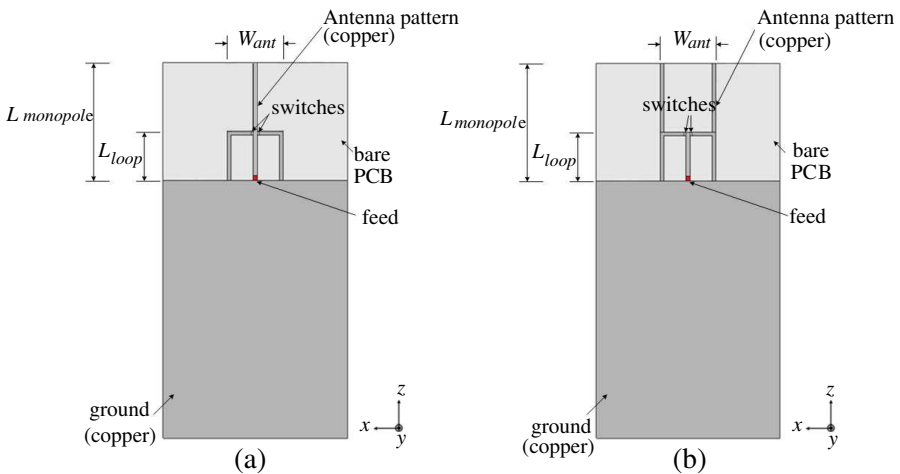 Antenna pattern
(copper)
W_ant
L_monopole
switches
L_loop
bare
PCB
feed
ground
(copper)
z
x
y
(a)
Antenna pattern
(copper)
W_ant
L_monopole
switches
L_loop
bare
PCB
feed
ground
(copper)
z
x
y
(b)